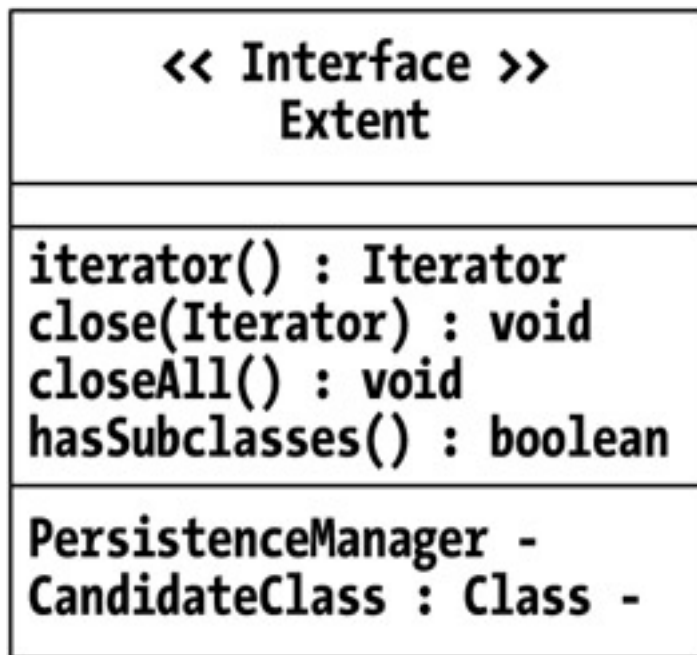 << Interface >>
Extent
iterator() : Iterator
close(Iterator) : void
closeAll() : void
hasSubclasses() : boolean
PersistenceManager -
CandidateClass : Class -